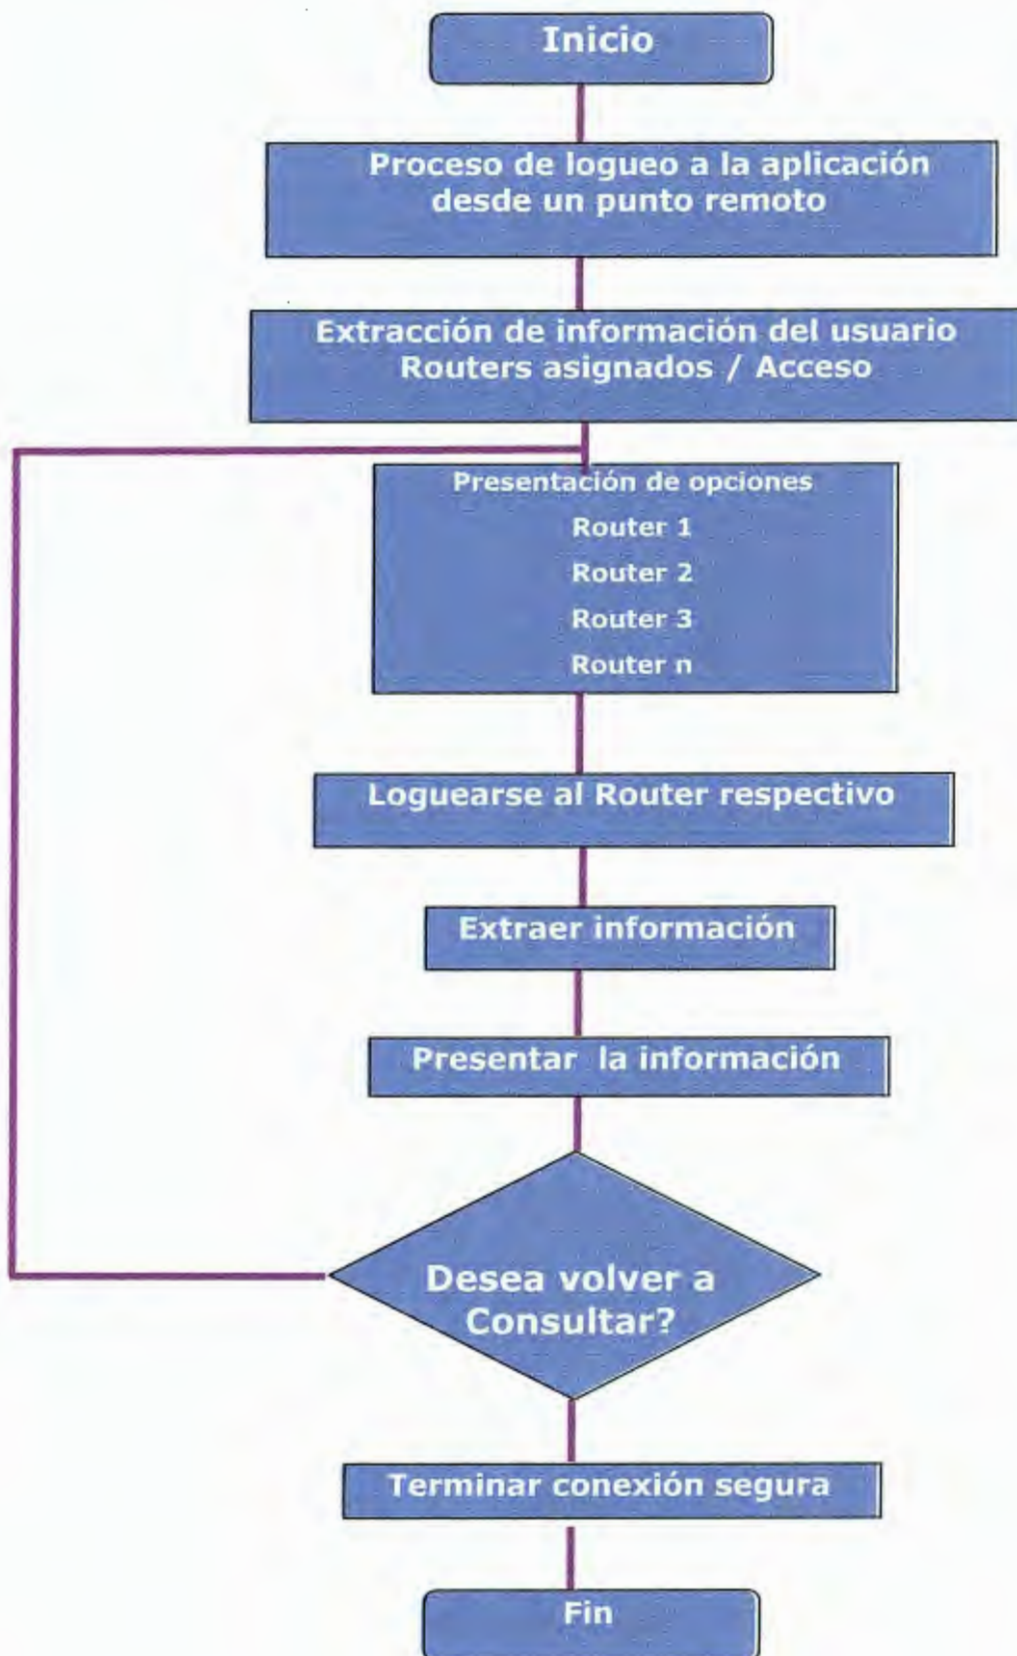 Inicio
Proceso de logueo a la aplicación
desde un punto remoto
Extracción de información del usuario
Routers asignados / Acceso
Presentación de opciones
Router 1
Router 2
Router 3
Router n
Loguearse al Router respectivo
Extraer información
Presentar la información
Desea volver a
Consultar?
Terminar conexión segura
Fin